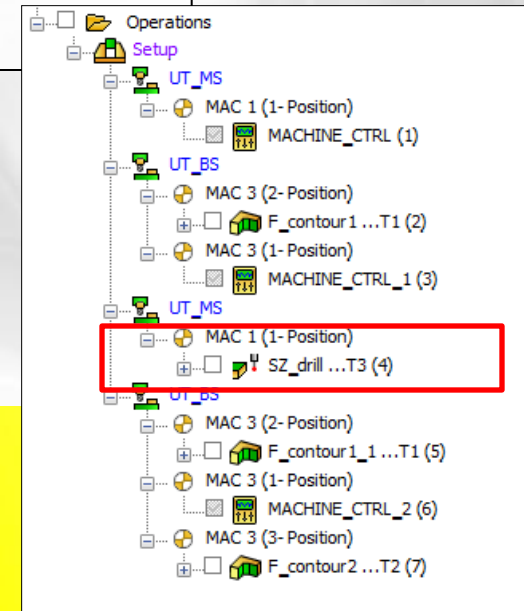 Operations
Setup
UT_MS
MAC 1 (1- Position)
MACHINE_CTRL (1)
UT_BS
MAC 3 (2- Position)
F_contour1 ...T1 (2)
MAC 3 (1- Position)
MACHINE_CTRL_1 (3)
UT_MS
MAC 1 (1- Position)
SZ_drill ...T3 (4)
UT_BS
MAC 3 (2- Position)
F_contour1_1 ...T1 (5)
MAC 3 (1- Position)
MACHINE_CTRL_2 (6)
MAC 3 (3- Position)
F_contour2 ...T2 (7)